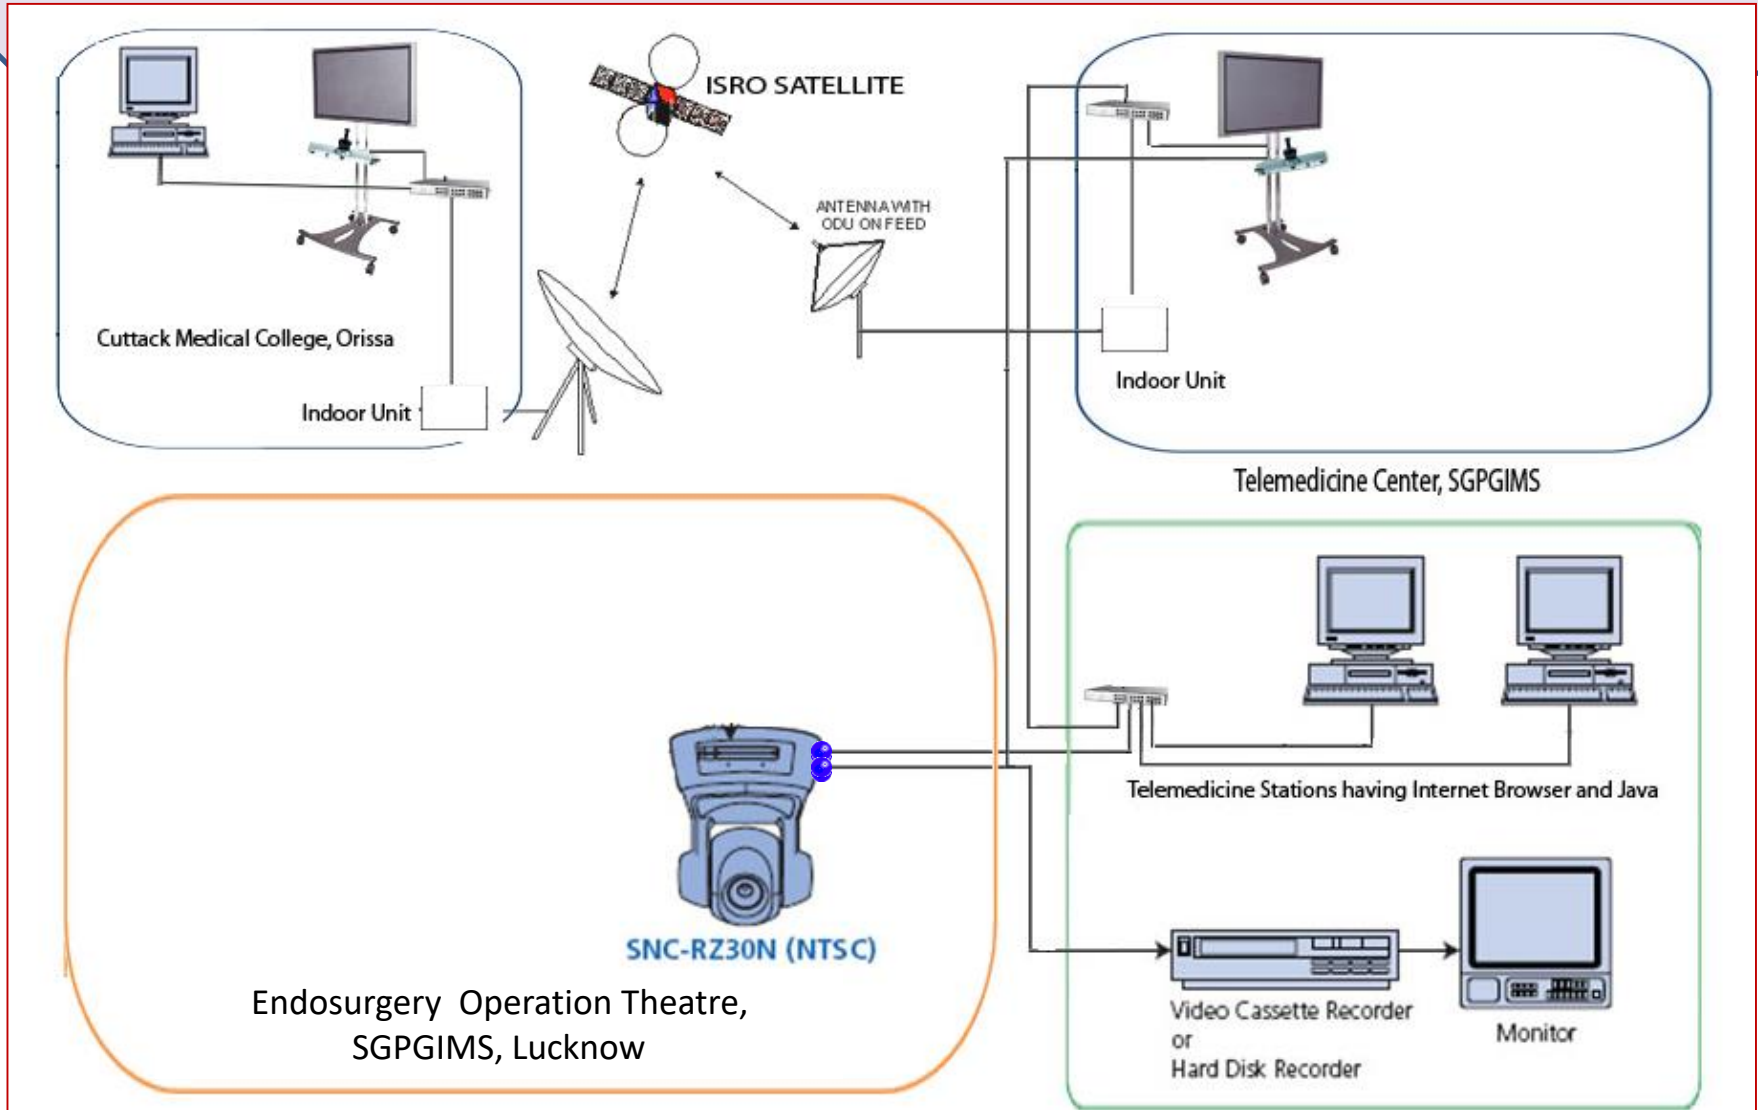 ISRO SATELLITE
ANTENNA WITH
ODU ON FEED
Cuttack Medical College, Orissa
Indoor Unit
Indoor Unit
Telemedicine Center, SGPGIMS
Telemedicine Stations having Internet Browser and Java
SNC-RZ30N (NTSC)
Endosurgery Operation Theatre,
SGPGIMS, Lucknow
Video Cassette Recorder
or
Hard Disk Recorder
Monitor